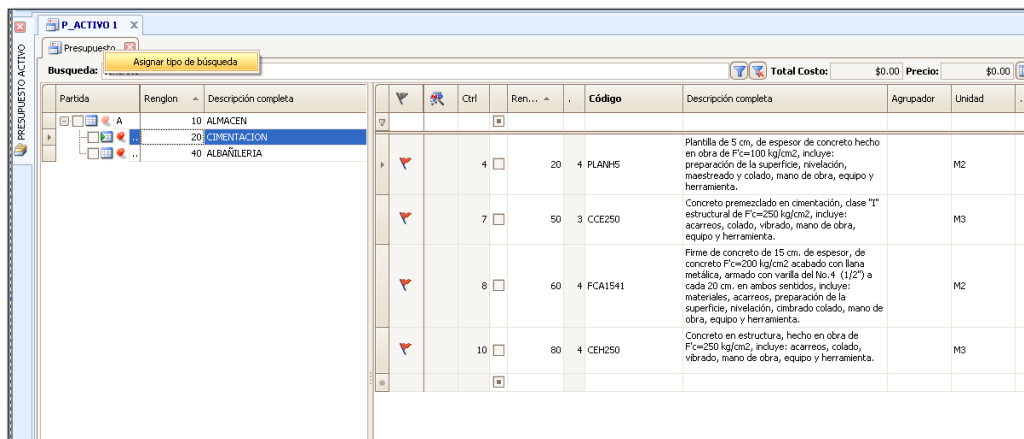 P_ACTIVO 1 X
PRESUPUESTO ACTIVO
Presupuesto
Asignar tipo de búsqueda
Busqueda:
Total Costo: $0.00 Precio: $0.00
Partida Renglon Descripción completa
A 10 ALMACEN
.. 20 CIMENTACION
.. 40 ALBAÑILERIA
Ctrl Ren... . Código Descripción completa Agrupador Unidad .
4 20 4 PLANH5
Plantilla de 5 cm, de espesor de concreto hecho
en obra de F'c=100 kg/cm2, incluye:
preparación de la superficie, nivelación,
maestreado y colado, mano de obra, equipo y
herramienta.
M2
7 50 3 CCE250
Concreto premezclado en cimentación, clase "I"
estructural de F'c=250 kg/cm2, incluye:
acarreos, colado, vibrado, mano de obra,
equipo y herramienta.
M3
8 60 4 FCA1541
Firme de concreto de 15 cm. de espesor, de
concreto F'c=200 kg/cm2 acabado con llana
metálica, armado con varilla del No.4 (1/2") a
cada 20 cm. en ambos sentidos, incluye:
materiales, acarreos, preparación de la
superficie, nivelación, cimbrado colado, mano de
obra, equipo y herramienta.
M2
10 80 4 CEH250
Concreto en estructura, hecho en obra de
F'c=250 kg/cm2, incluye: acarreos, colado,
vibrado, mano de obra, equipo y herramienta.
M3